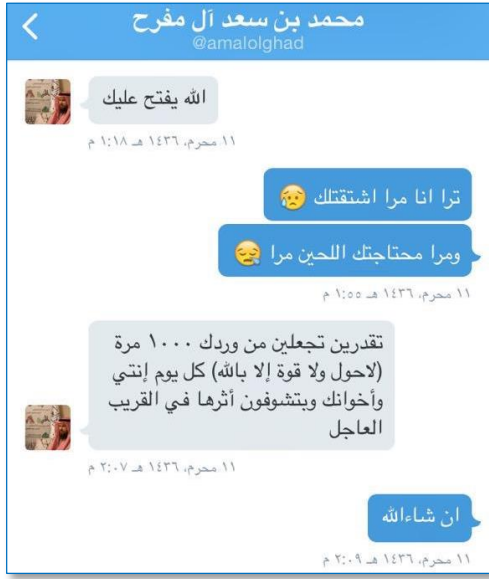 محمد بن سعد آل مفرح
@amalolghad
الله يفتح عليك
١١ محرم، ١٤٣٦ هـ ١:١٨ م
ترا انا مرا اشتقتلك 😥
ومرا محتاجتك اللحين مرا 😪
١١ محرم، ١٤٣٦ هـ ١:٥٥ م
تقدرين تجعلين من وردك ١٠٠٠ مرة
(لاحول ولا قوة إلا بالله) كل يوم إنتي
وأخوانك وبتشوفون أثرها في القريب
العاجل
١١ محرم، ١٤٣٦ هـ ٢:٠٧ م
ان شاءالله
١١ محرم، ١٤٣٦ هـ ٢:٠٩ م